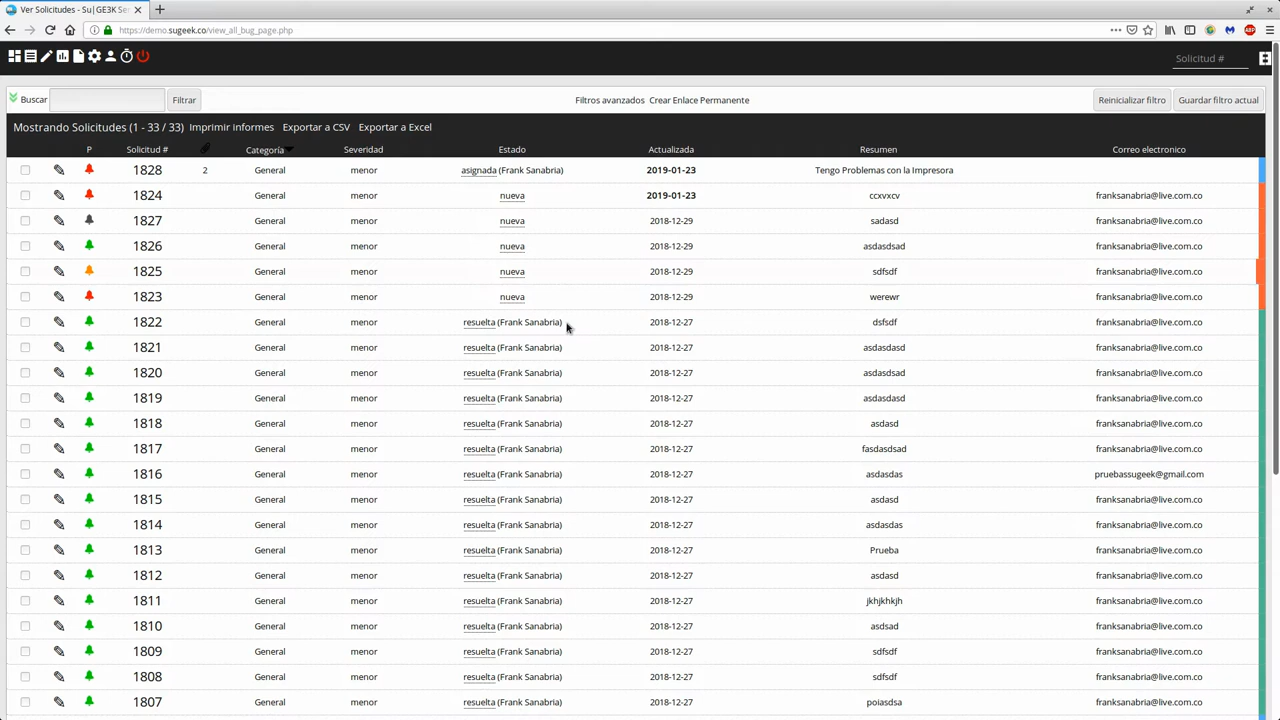 Ver Solicitudes - Su|GE3K Ser
https://demo.sugeek.co/view_all_bug_page.php
ABP
Solicitud #
Buscar Filtrar Filtros avanzados Crear Enlace Permanente Reinicializar filtro Guardar filtro actual
Mostrando Solicitudes (1 - 33 / 33) Imprimir informes Exportar a CSV Exportar a Excel
P Solicitud # Categoría Severidad Estado Actualizada Resumen Correo electronico
1828 2 General menor asignada (Frank Sanabria) 2019-01-23 Tengo Problemas con la Impresora
1824 General menor nueva 2019-01-23 ccxvxcv franksanabria@live.com.co
1827 General menor nueva 2018-12-29 sadasd franksanabria@live.com.co
1826 General menor nueva 2018-12-29 asdasdsad franksanabria@live.com.co
1825 General menor nueva 2018-12-29 sdfsdf franksanabria@live.com.co
1823 General menor nueva 2018-12-29 werewr franksanabria@live.com.co
1822 General menor resuelta (Frank Sanabria) 2018-12-27 dsfsdf franksanabria@live.com.co
1821 General menor resuelta (Frank Sanabria) 2018-12-27 asdasdasd franksanabria@live.com.co
1820 General menor resuelta (Frank Sanabria) 2018-12-27 asdasdsad franksanabria@live.com.co
1819 General menor resuelta (Frank Sanabria) 2018-12-27 asdasdasd franksanabria@live.com.co
1818 General menor resuelta (Frank Sanabria) 2018-12-27 asdasd franksanabria@live.com.co
1817 General menor resuelta (Frank Sanabria) 2018-12-27 fasdasdsad franksanabria@live.com.co
1816 General menor resuelta (Frank Sanabria) 2018-12-27 asdasdas pruebassugeek@gmail.com
1815 General menor resuelta (Frank Sanabria) 2018-12-27 asdasd franksanabria@live.com.co
1814 General menor resuelta (Frank Sanabria) 2018-12-27 asdasdas franksanabria@live.com.co
1813 General menor resuelta (Frank Sanabria) 2018-12-27 Prueba franksanabria@live.com.co
1812 General menor resuelta (Frank Sanabria) 2018-12-27 asdasd franksanabria@live.com.co
1811 General menor resuelta (Frank Sanabria) 2018-12-27 jkhjkhkjh franksanabria@live.com.co
1810 General menor resuelta (Frank Sanabria) 2018-12-27 asdsad franksanabria@live.com.co
1809 General menor resuelta (Frank Sanabria) 2018-12-27 sdfsdf franksanabria@live.com.co
1808 General menor resuelta (Frank Sanabria) 2018-12-27 sdfsdf franksanabria@live.com.co
1807 General menor resuelta (Frank Sanabria) 2018-12-27 poiasdsa franksanabria@live.com.co